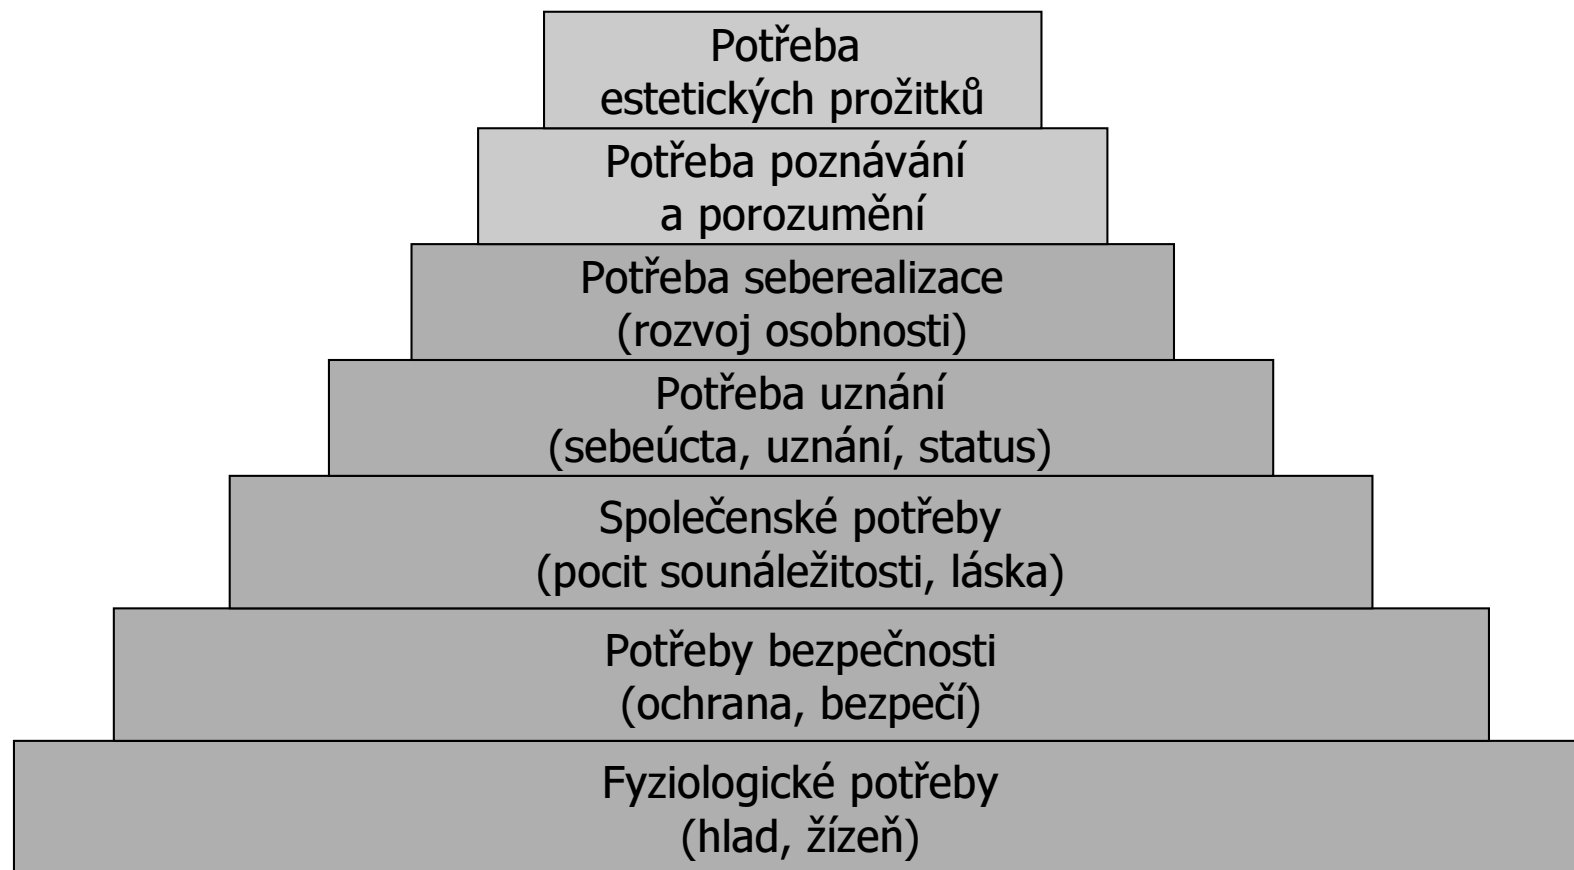 Potřeba
estetických prožitků
Potřeba poznávání
a porozumění
Potřeba seberealizace
(rozvoj osobnosti)
Potřeba uznání
(sebeúcta, uznání, status)
Společenské potřeby
(pocit sounáležitosti, láska)
Potřeby bezpečnosti
(ochrana, bezpečí)
Fyziologické potřeby
(hlad, žízeň)